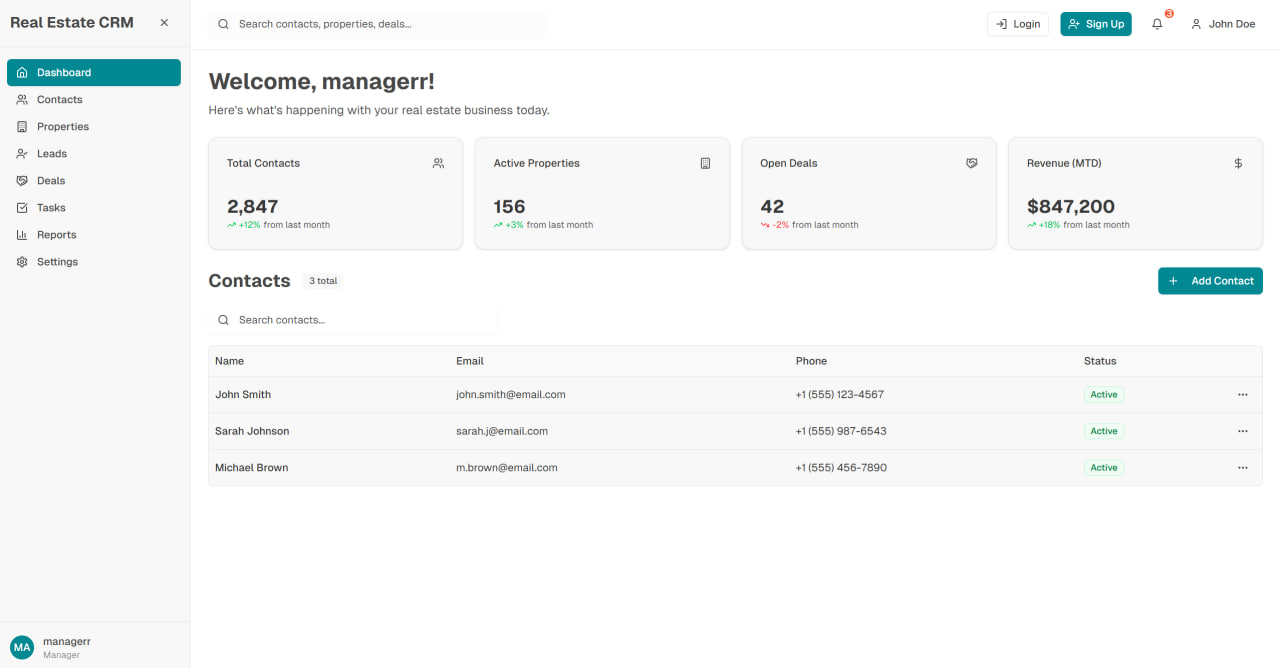 Real Estate CRM
Search contacts, properties, deals...
Login
Sign Up
3
John Doe
Dashboard
Contacts
Properties
Leads
Deals
Tasks
Reports
Settings
Welcome, managerr!
Here's what's happening with your real estate business today.
Total Contacts
2,847
+12% from last month
Active Properties
156
+3% from last month
Open Deals
42
-2% from last month
Revenue (MTD)
$
$847,200
+18% from last month
Contacts 3 total
+ Add Contact
Search contacts...
Name Email Phone Status
John Smith john.smith@email.com +1 (555) 123-4567 Active ...
Sarah Johnson sarah.j@email.com +1 (555) 987-6543 Active ...
Michael Brown m.brown@email.com +1 (555) 456-7890 Active ...
MA
managerr
Manager